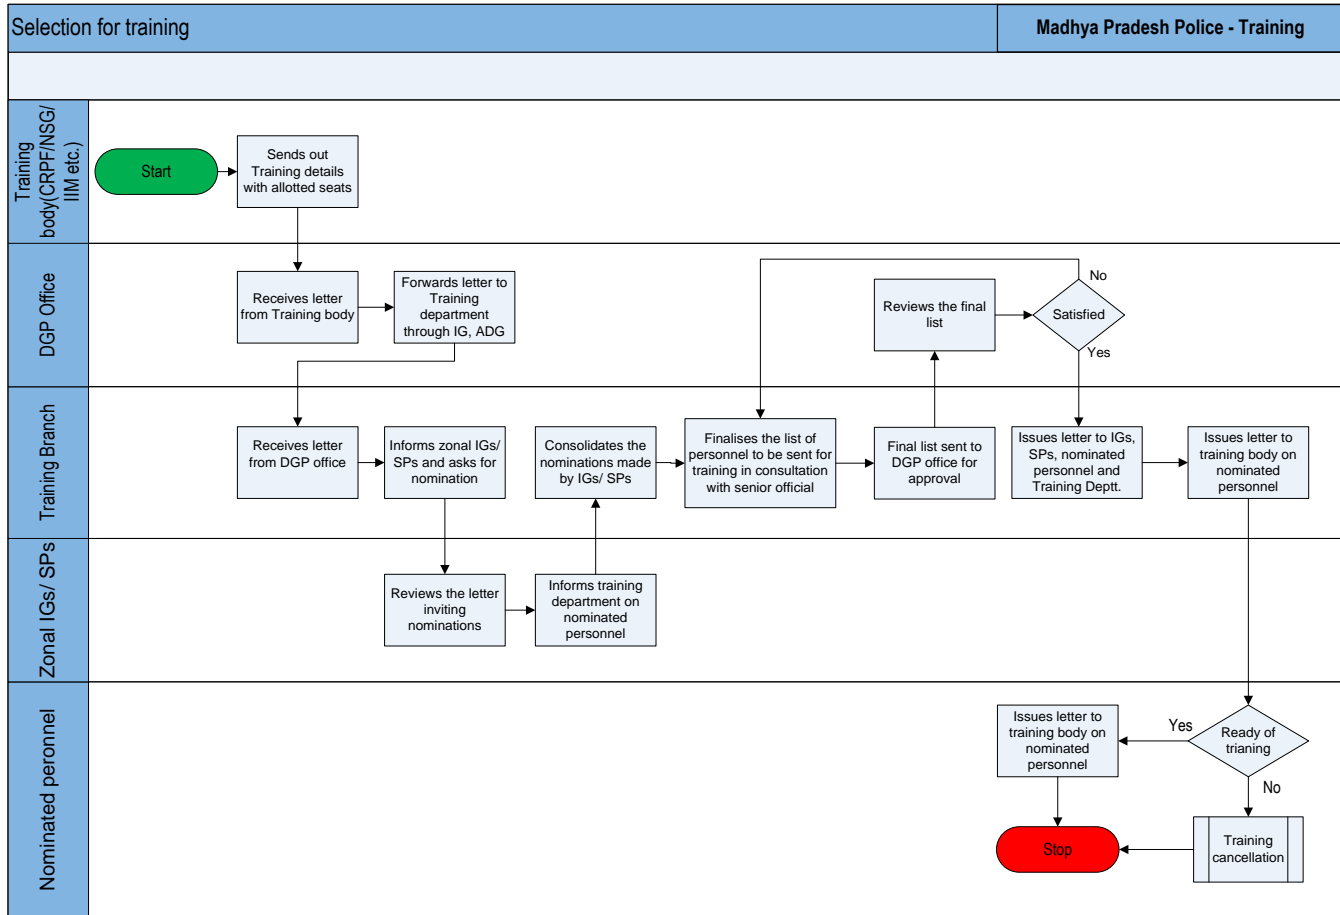 Selection for training
Madhya Pradesh Police - Training
Training
body(CRPF/NSG/
IIM etc.)
Start
Sends out
Training details
with allotted seats
DGP Office
Receives letter
from Training body
Forwards letter to
Training
department
through IG, ADG
Reviews the final
list
No
Satisfied
Yes
Training Branch
Receives letter
from DGP office
Informs zonal IGs/
SPs and asks for
nomination
Consolidates the
nominations made
by IGs/ SPs
Finalises the list of
personnel to be sent for
training in consultation
with senior official
Final list sent to
DGP office for
approval
Issues letter to IGs,
SPs, nominated
personnel and
Training Deptt.
Issues letter to
training body on
nominated
personnel
Zonal IGs/ SPs
Reviews the letter
inviting
nominations
Informs training
department on
nominated
personnel
Nominated peronnel
Issues letter to
training body on
nominated
personnel
Yes
Ready of
trianing
No
Stop
Training
cancellation